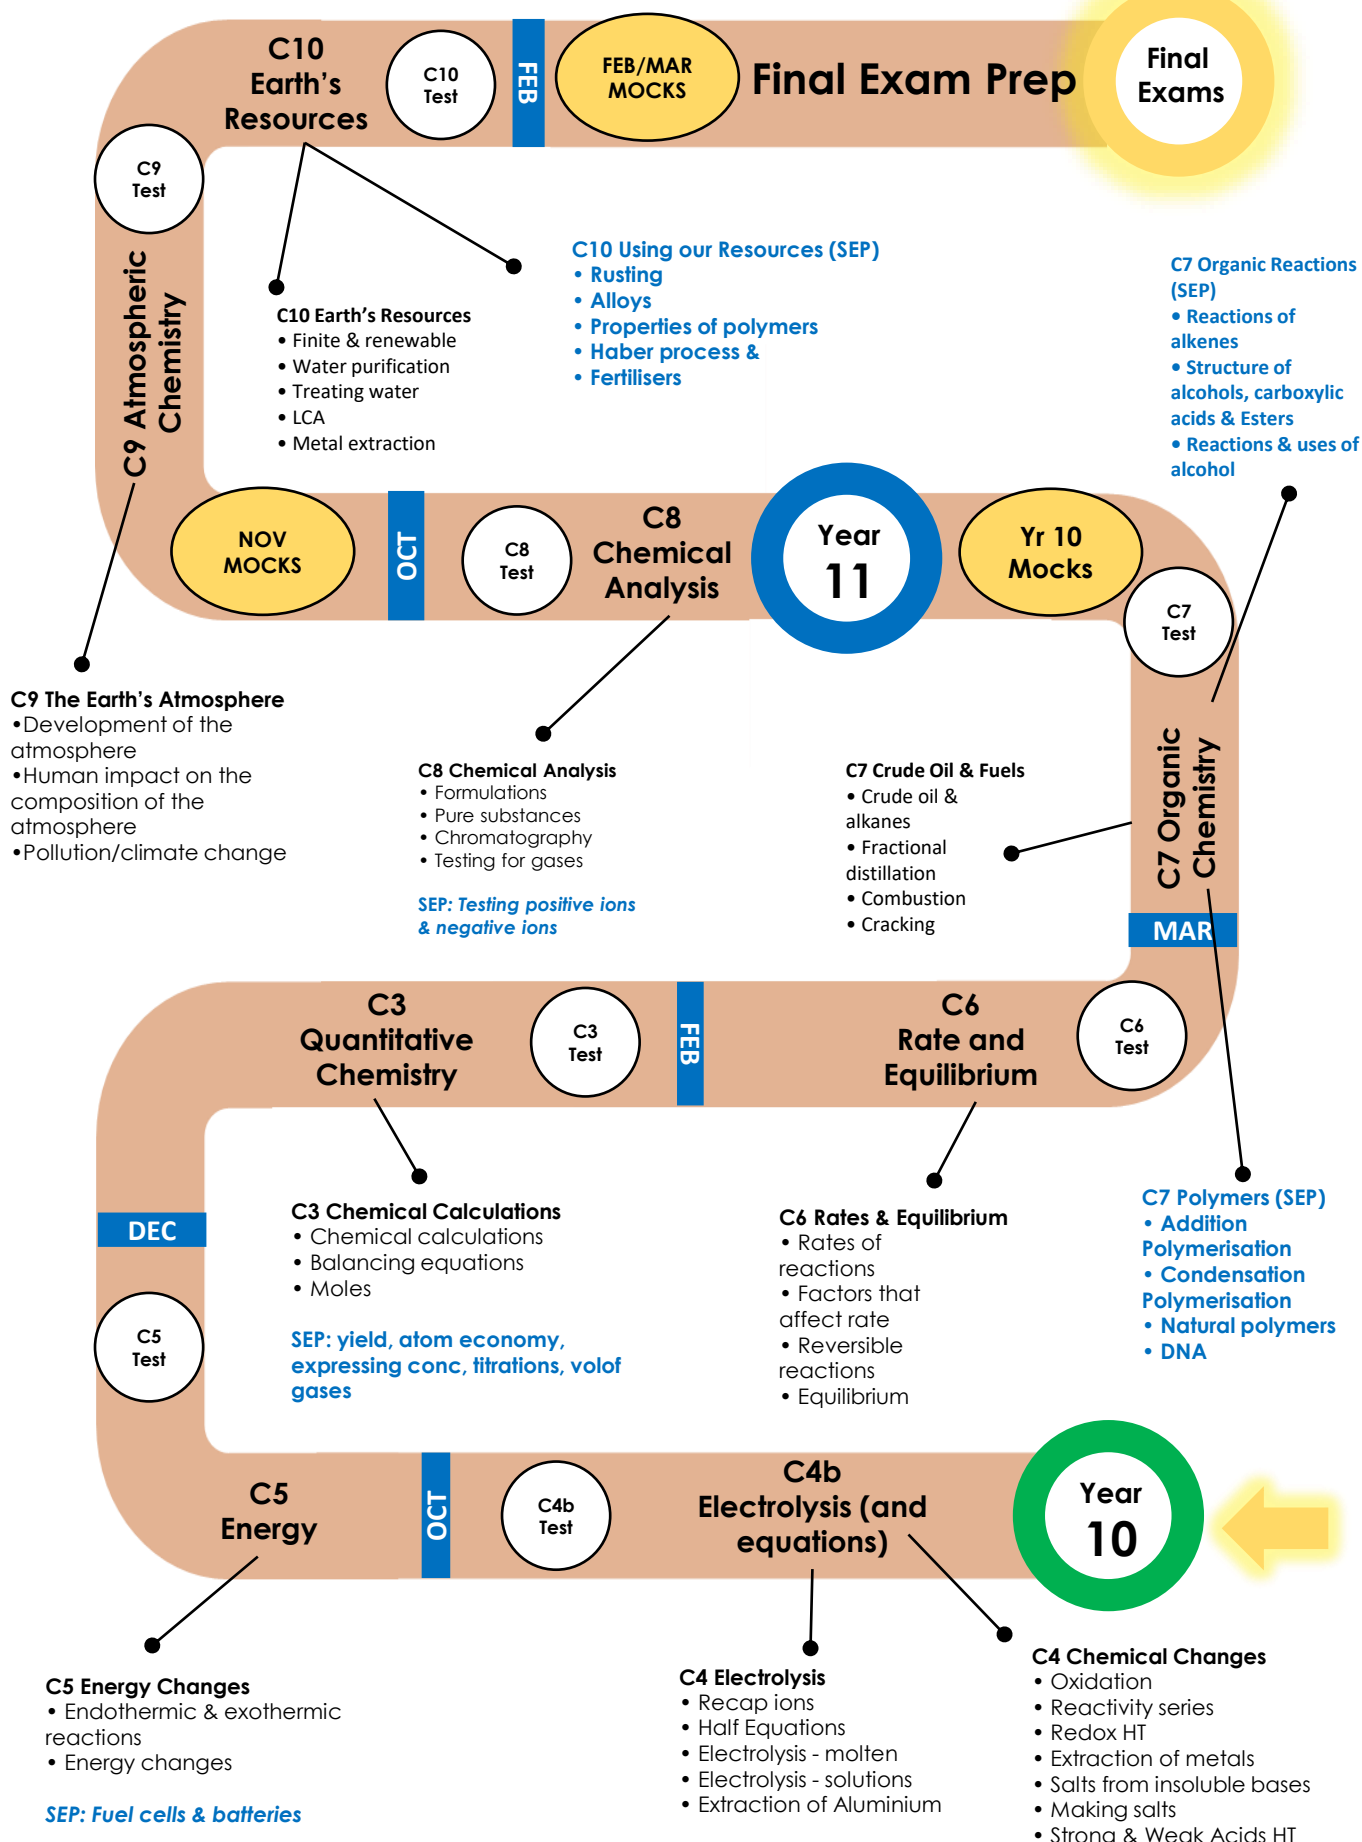 C10
Earth's
Resources
C10
Test
FEB
FEB/MAR
MOCKS
Final Exam Prep
Final
Exams
C9
Test
C9 Atmospheric
Chemistry
C10 Earth's Resources
• Finite & renewable
• Water purification
• Treating water
• LCA
• Metal extraction
C10 Using our Resources (SEP)
• Rusting
• Alloys
• Properties of polymers
• Haber process &
• Fertilisers
C7 Organic Reactions
(SEP)
• Reactions of
alkenes
• Structure of
alcohols, carboxylic
acids & Esters
• Reactions & uses of
alcohol
NOV
MOCKS
OCT
C8
Test
C8
Chemical
Analysis
Year
11
Yr 10
Mocks
C7
Test
C9 The Earth's Atmosphere
•Development of the
atmosphere
•Human impact on the
composition of the
atmosphere
•Pollution/climate change
C8 Chemical Analysis
• Formulations
• Pure substances
• Chromatography
• Testing for gases
SEP: Testing positive ions
& negative ions
C7 Crude Oil & Fuels
• Crude oil &
alkanes
• Fractional
distillation
• Combustion
• Cracking
C7 Organic
Chemistry
MAR
C3
Quantitative
Chemistry
C3
Test
FEB
C6
Rate and
Equilibrium
C6
Test
DEC
C3 Chemical Calculations
• Chemical calculations
• Balancing equations
• Moles
SEP: yield, atom economy,
expressing conc, titrations, volof
gases
C6 Rates & Equilibrium
• Rates of
reactions
• Factors that
affect rate
• Reversible
reactions
• Equilibrium
C7 Polymers (SEP)
• Addition
Polymerisation
• Condensation
Polymerisation
• Natural polymers
• DNA
C5
Test
C5
Energy
OCT
C4b
Test
C4b
Electrolysis (and
equations)
Year
10
C5 Energy Changes
• Endothermic & exothermic
reactions
• Energy changes
SEP: Fuel cells & batteries
C4 Electrolysis
• Recap ions
• Half Equations
• Electrolysis - molten
• Electrolysis - solutions
• Extraction of Aluminium
C4 Chemical Changes
• Oxidation
• Reactivity series
• Redox HT
• Extraction of metals
• Salts from insoluble bases
• Making salts
• Strong & Weak Acids HT